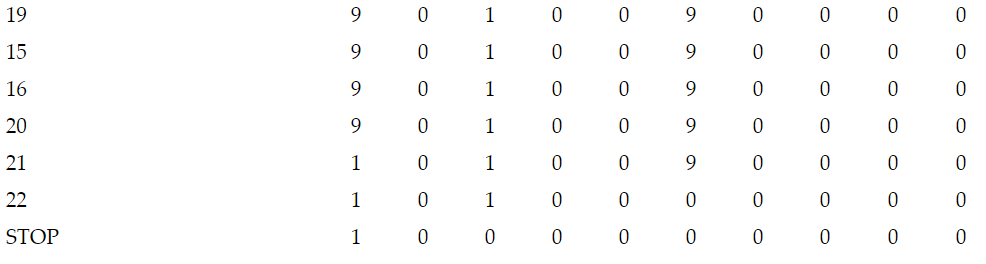 19 9 0 1 0 0 9 0 0 0 0
15 9 0 1 0 0 9 0 0 0 0
16 9 0 1 0 0 9 0 0 0 0
20 9 0 1 0 0 9 0 0 0 0
21 1 0 1 0 0 9 0 0 0 0
22 1 0 1 0 0 0 0 0 0 0
STOP 1 0 0 0 0 0 0 0 0 0